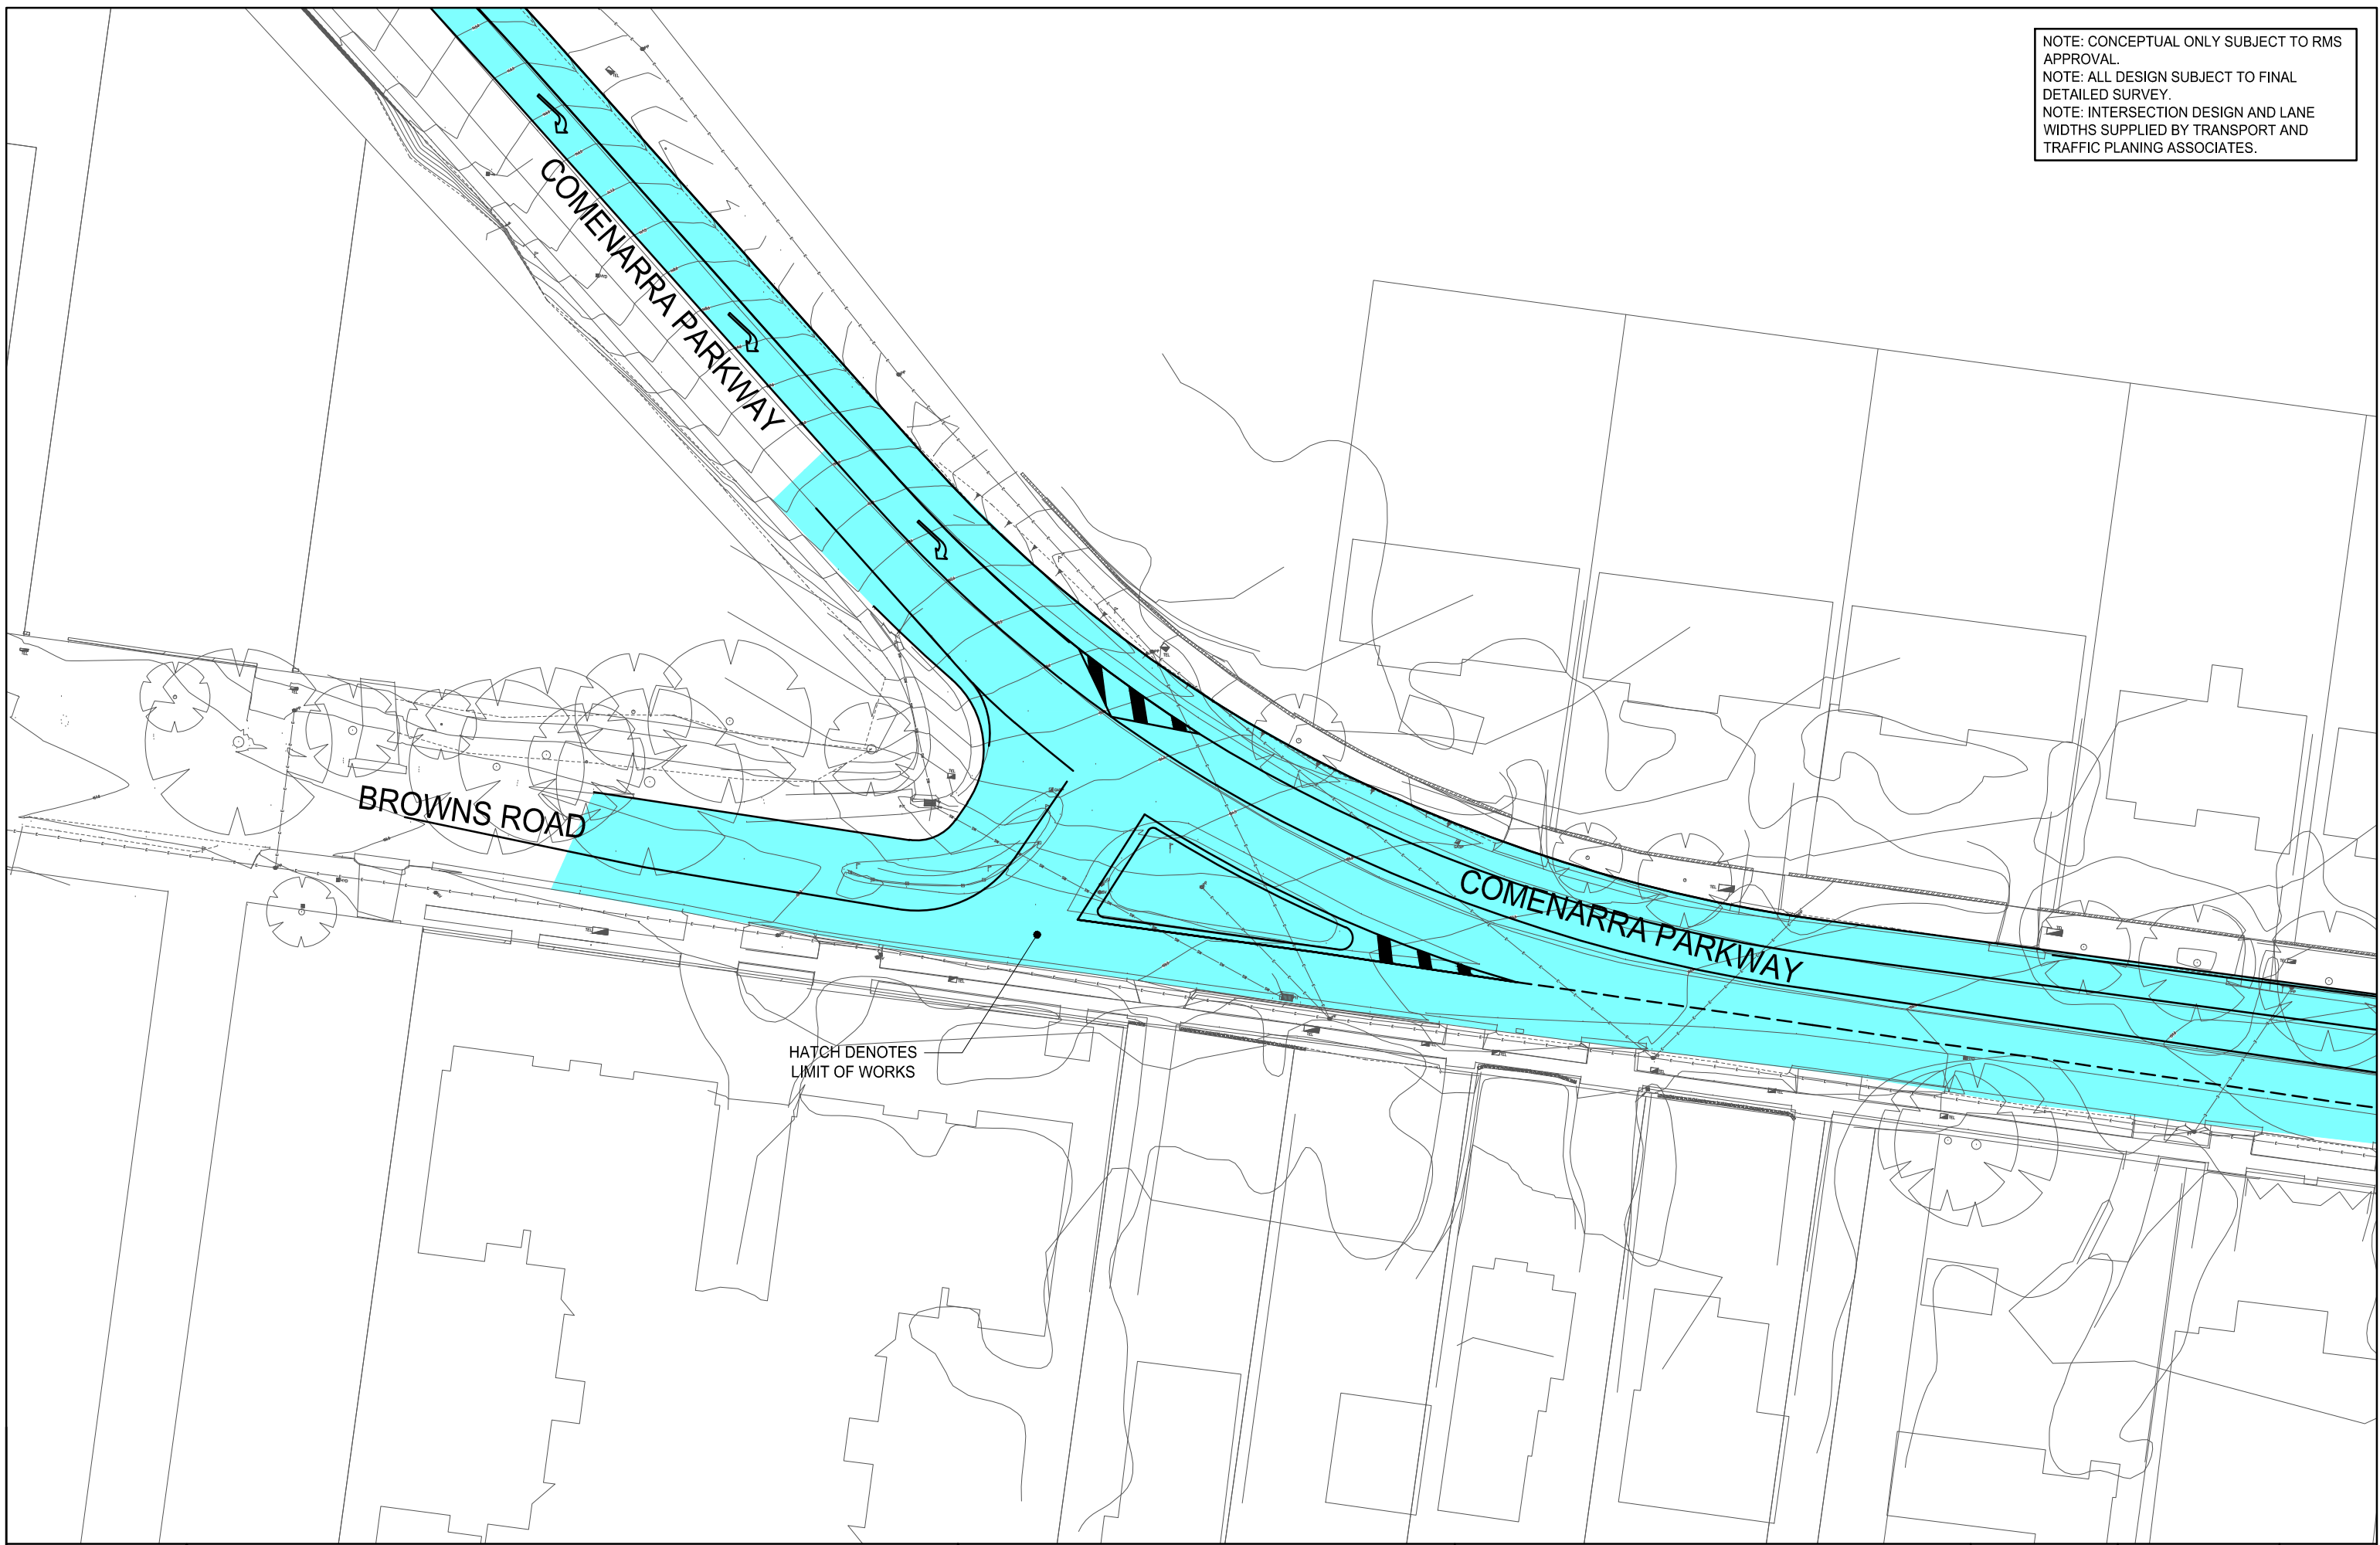 NOTE: CONCEPTUAL ONLY SUBJECT TO RMS
APPROVAL.
NOTE: ALL DESIGN SUBJECT TO FINAL
DETAILED SURVEY.
NOTE: INTERSECTION DESIGN AND LANE
WIDTHS SUPPLIED BY TRANSPORT AND
TRAFFIC PLANING ASSOCIATES.
COMENARRA PARKWAY
BROWNS ROAD
COMENARRA PARKWAY
HATCH DENOTES
LIMIT OF WORKS